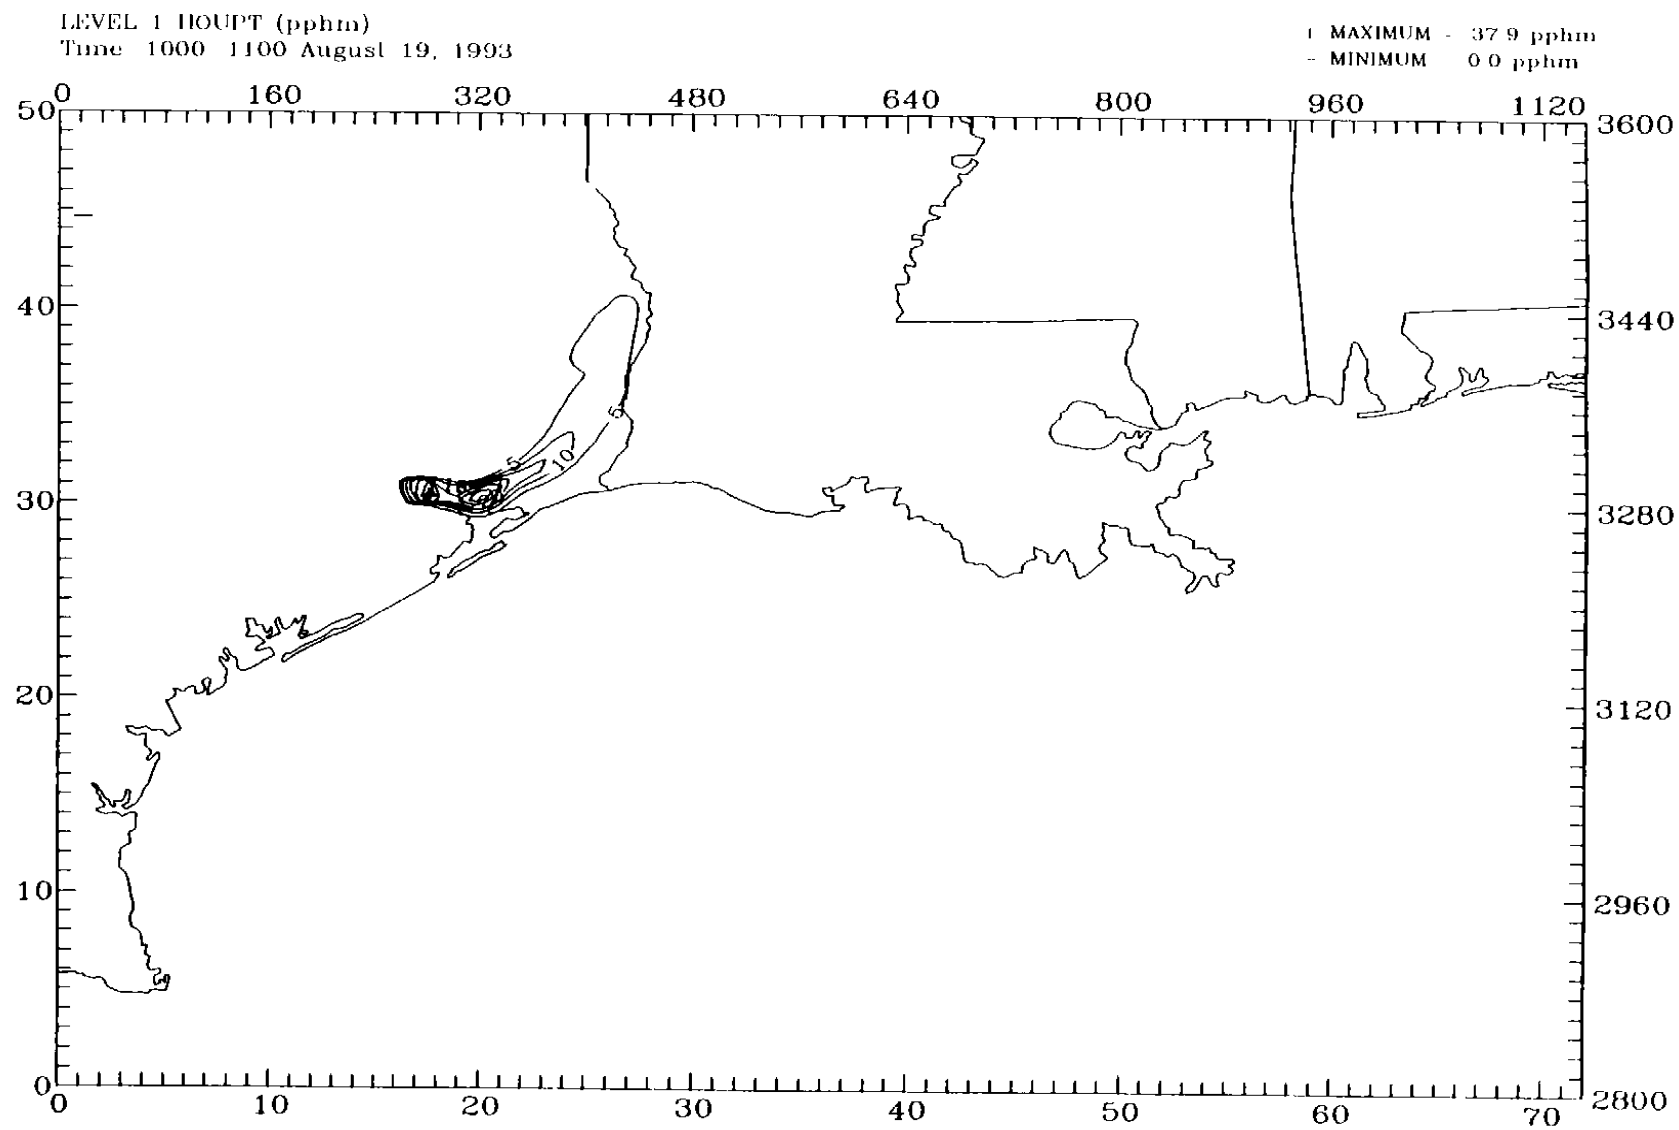 LEVEL 1 HOUPT (pphm)
Time 1000 1100 August 19, 1993
+ MAXIMUM - 37 9 pphm
- MINIMUM 0 0 pphm
0 160 320 480 640 800 960 1120
50 3600
40 3440
5
5 10
30 3280
20 3120
10 2960
0 2800
0 10 20 30 40 50 60 70